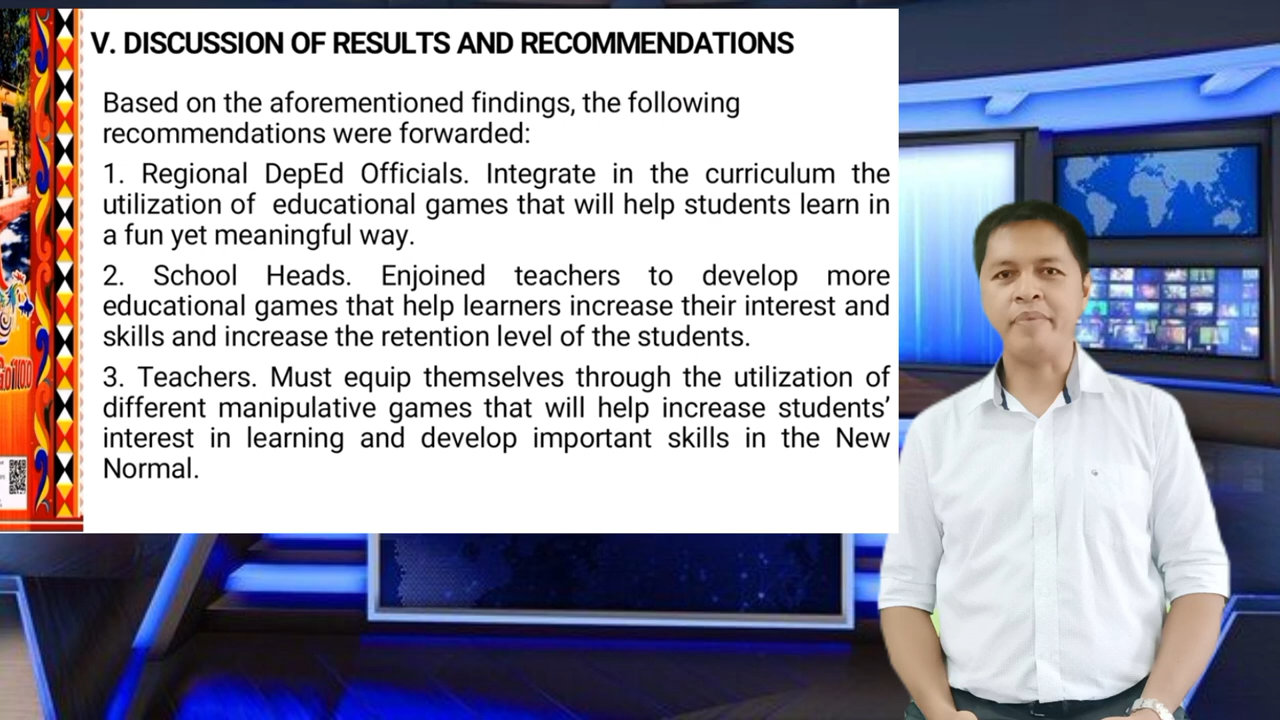 V. DISCUSSION OF RESULTS AND RECOMMENDATIONS
Based on the aforementioned findings, the following
recommendations were forwarded:
1. Regional DepEd Officials. Integrate in the curriculum the
utilization of educational games that will help students learn in
a fun yet meaningful way.
2. School Heads. Enjoined teachers to develop more
educational games that help learners increase their interest and
skills and increase the retention level of the students.
3. Teachers. Must equip themselves through the utilization of
different manipulative games that will help increase students’
interest in learning and develop important skills in the New
Normal.